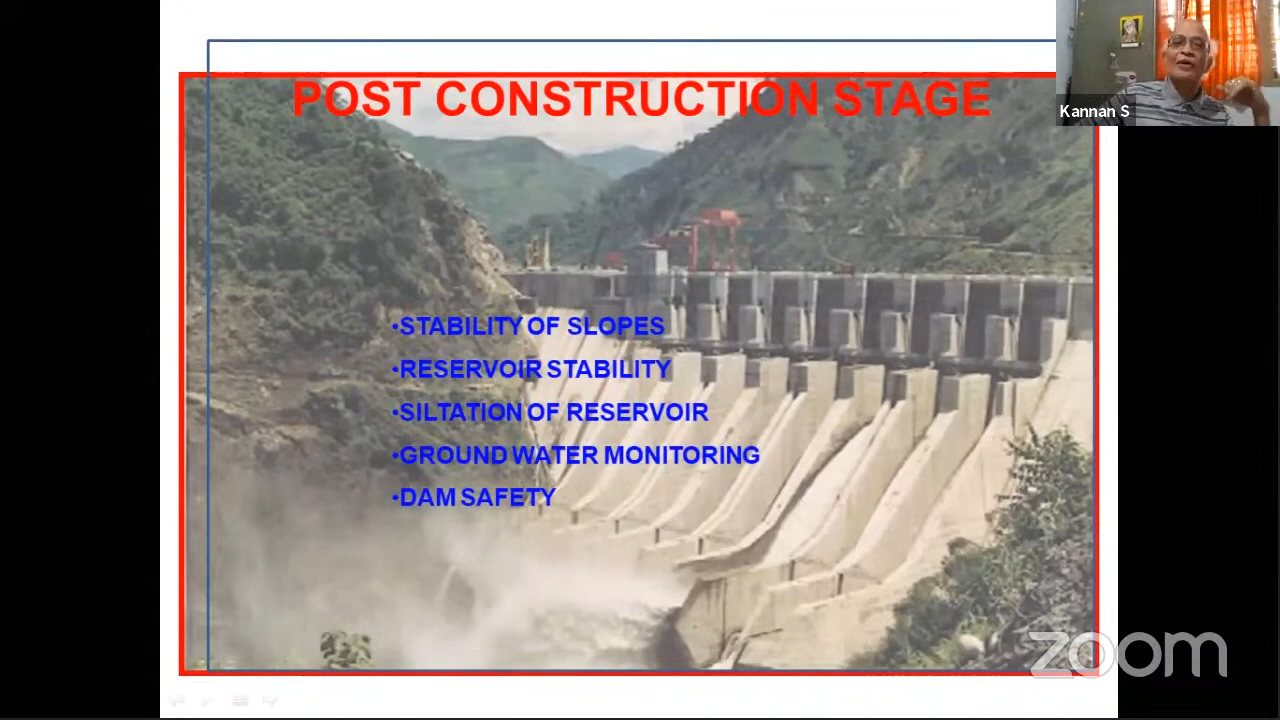 POST CONSTRUCTION STAGE
Kannan S
•STABILITY OF SLOPES
•RESERVOIR STABILITY
•SILTATION OF RESERVOIR
•GROUND WATER MONITORING
•DAM SAFETY
zoom